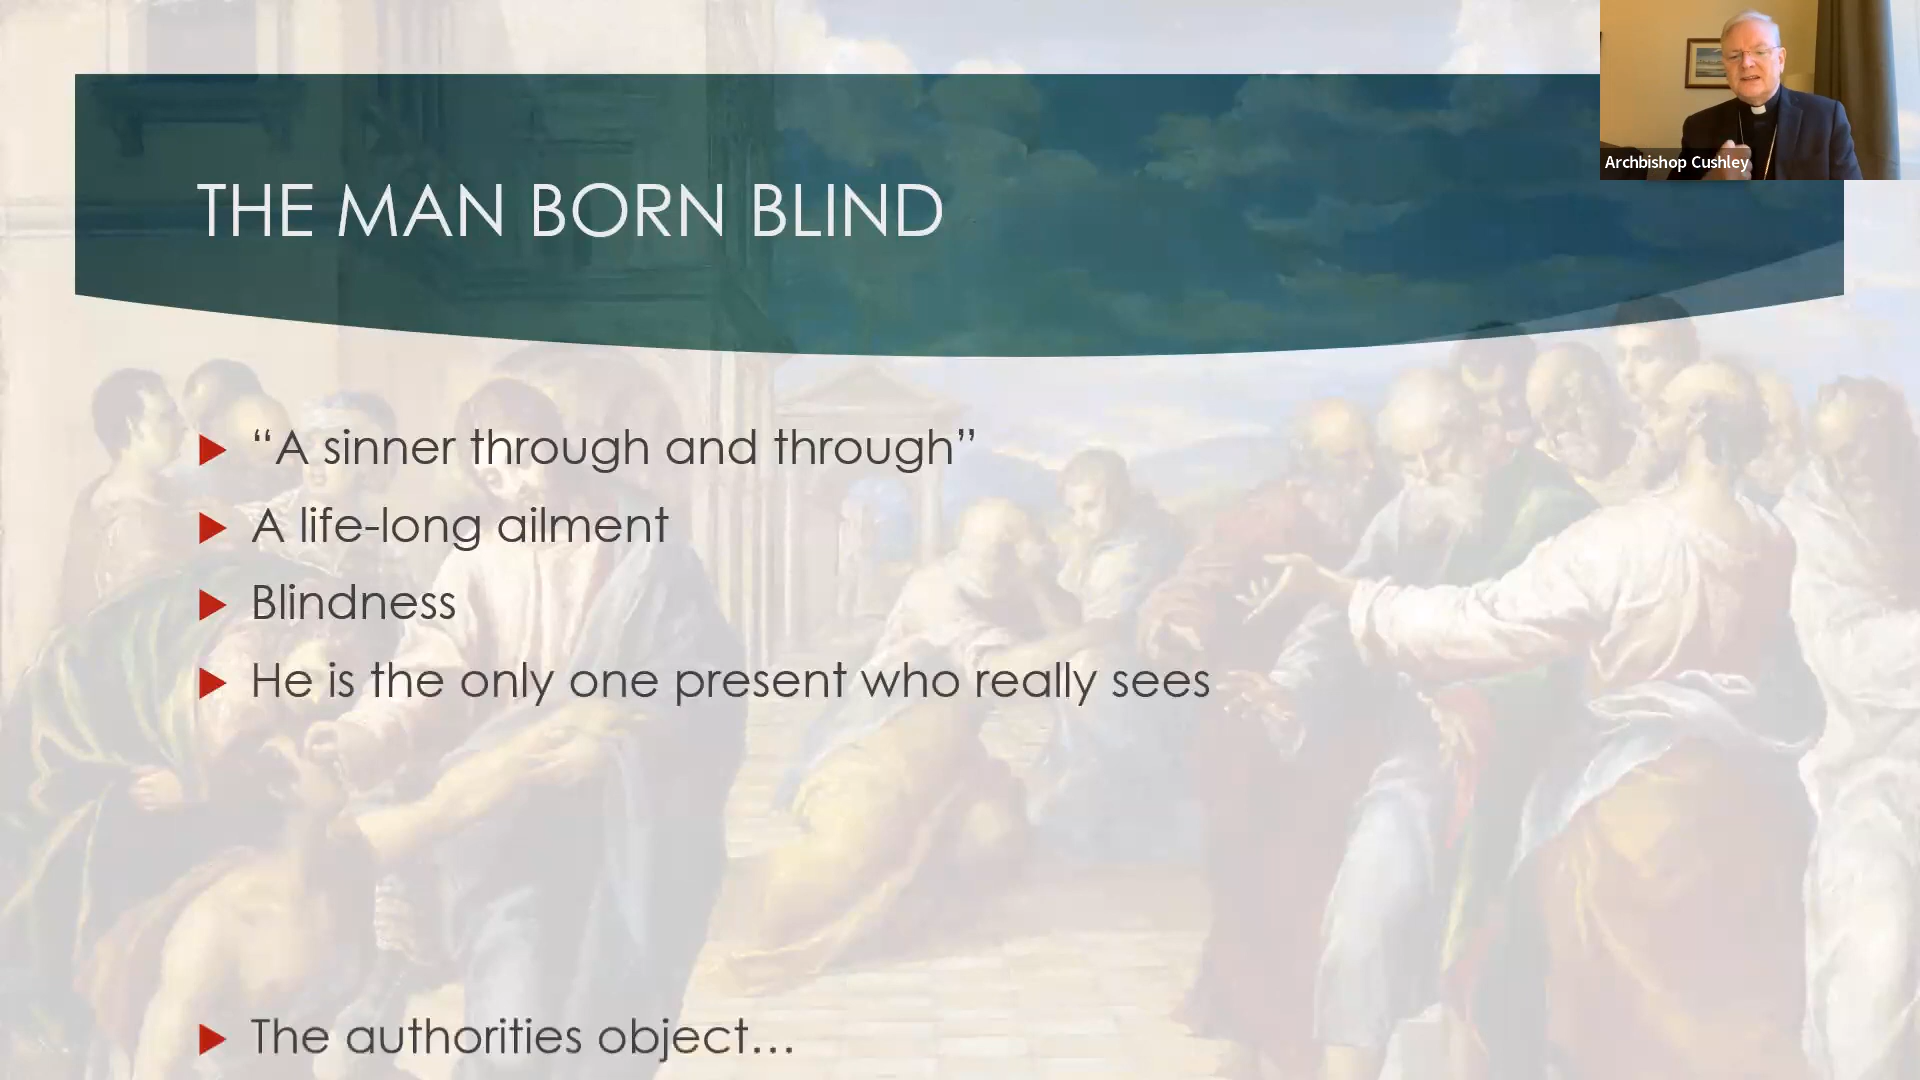 Archbishop Cushley
THE MAN BORN BLIND
“A sinner through and through”
A life-long ailment
Blindness
He is the only one present who really sees
The authorities object…